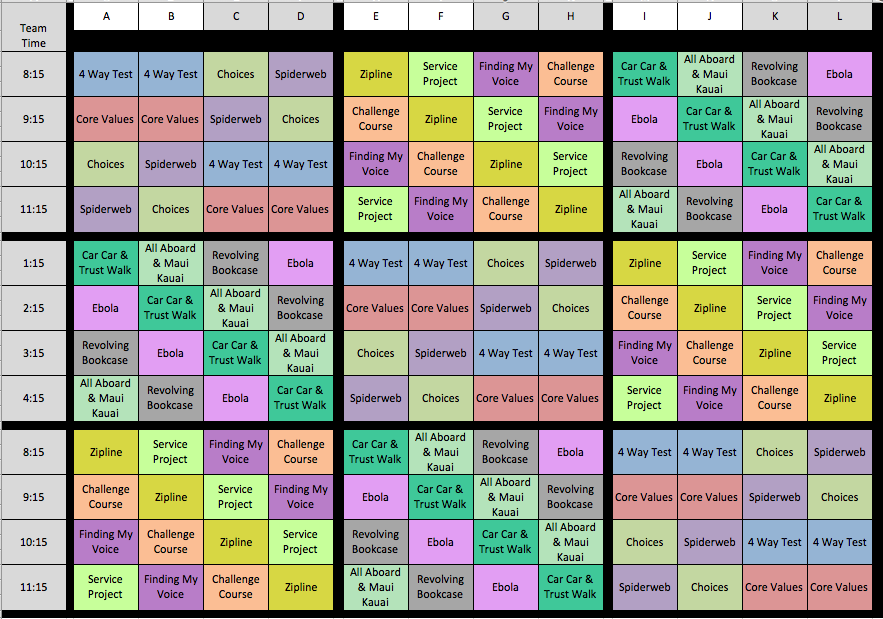 Team Time A B C D E F G H I J K L
8:15 4 Way Test 4 Way Test Choices Spiderweb Zipline Service Project Finding My Voice Challenge Course Car Car & Trust Walk All Aboard & Maui Kauai Revolving Bookcase Ebola
9:15 Core Values Core Values Spiderweb Choices Challenge Course Zipline Service Project Finding My Voice Ebola Car Car & Trust Walk All Aboard & Maui Kauai Revolving Bookcase
10:15 Choices Spiderweb 4 Way Test 4 Way Test Finding My Voice Challenge Course Zipline Service Project Revolving Bookcase Ebola Car Car & Trust Walk All Aboard & Maui Kauai
11:15 Spiderweb Choices Core Values Core Values Service Project Finding My Voice Challenge Course Zipline All Aboard & Maui Kauai Revolving Bookcase Ebola Car Car & Trust Walk
1:15 Car Car & Trust Walk All Aboard & Maui Kauai Revolving Bookcase Ebola 4 Way Test 4 Way Test Choices Spiderweb Zipline Service Project Finding My Voice Challenge Course
2:15 Ebola Car Car & Trust Walk All Aboard & Maui Kauai Revolving Bookcase Core Values Core Values Spiderweb Choices Challenge Course Zipline Service Project Finding My Voice
3:15 Revolving Bookcase Ebola Car Car & Trust Walk All Aboard & Maui Kauai Choices Spiderweb 4 Way Test 4 Way Test Finding My Voice Challenge Course Zipline Service Project
4:15 All Aboard & Maui Kauai Revolving Bookcase Ebola Car Car & Trust Walk Spiderweb Choices Core Values Core Values Service Project Finding My Voice Challenge Course Zipline
8:15 Zipline Service Project Finding My Voice Challenge Course Car Car & Trust Walk All Aboard & Maui Kauai Revolving Bookcase Ebola 4 Way Test 4 Way Test Choices Spiderweb
9:15 Challenge Course Zipline Service Project Finding My Voice Ebola Car Car & Trust Walk All Aboard & Maui Kauai Revolving Bookcase Core Values Core Values Spiderweb Choices
10:15 Finding My Voice Challenge Course Zipline Service Project Revolving Bookcase Ebola Car Car & Trust Walk All Aboard & Maui Kauai Choices Spiderweb 4 Way Test 4 Way Test
11:15 Service Project Finding My Voice Challenge Course Zipline All Aboard & Maui Kauai Revolving Bookcase Ebola Car Car & Trust Walk Spiderweb Choices Core Values Core Values